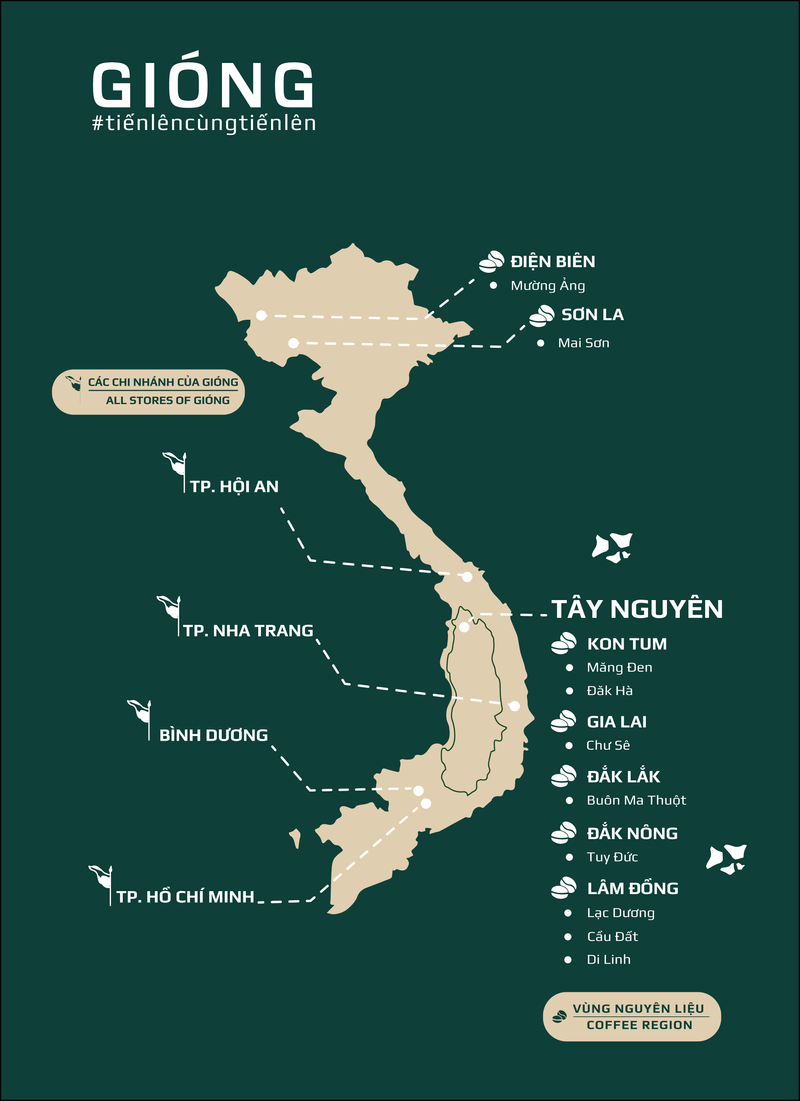 GIÓNG
#tiếnlêncùngtiếnlên
ĐIỆN BIÊN
Mường Ảng
SƠN LA
Mai Sơn
CÁC CHI NHÁNH CỦA GIÓNG
ALL STORES OF GIÓNG
TP. HỘI AN
TP. NHA TRANG
BÌNH DƯƠNG
TP. HỒ CHÍ MINH
TÂY NGUYÊN
KON TUM
Măng Đen
Đăk Hà
GIA LAI
Chư Sê
ĐẮK LẮK
Buôn Ma Thuột
ĐẮK NÔNG
Tuy Đức
LÂM ĐỒNG
Lạc Dương
Cầu Đất
Di Linh
VÙNG NGUYÊN LIỆU
COFFEE REGION